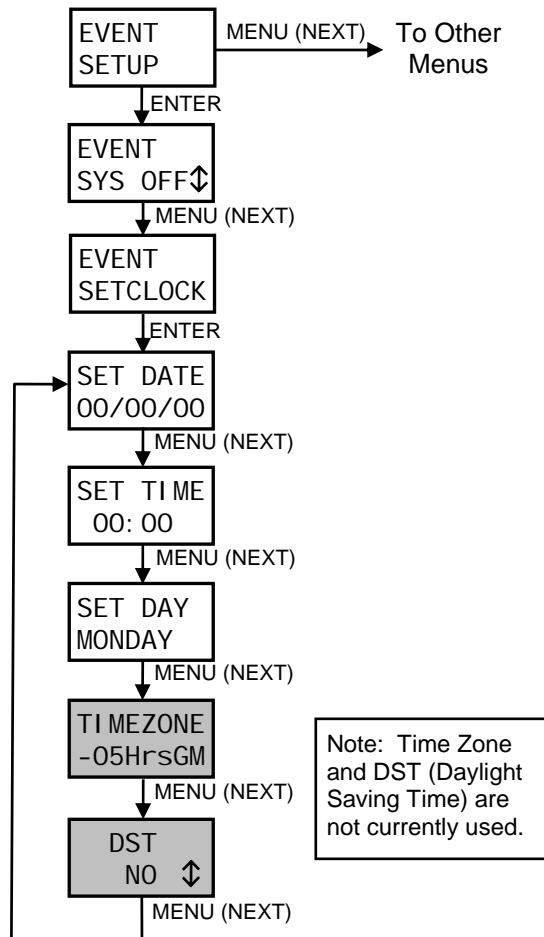 EVENT
SETUP
MENU (NEXT)
To Other
Menus
ENTER
EVENT
SYS OFF↕
MENU (NEXT)
EVENT
SETCLOCK
ENTER
SET DATE
00/00/00
MENU (NEXT)
SET TIME
00:00
MENU (NEXT)
SET DAY
MONDAY
MENU (NEXT)
TIMEZONE
-05HrsGM
MENU (NEXT)
Note: Time Zone
and DST (Daylight
Saving Time) are
not currently used.
DST
NO ↕
MENU (NEXT)